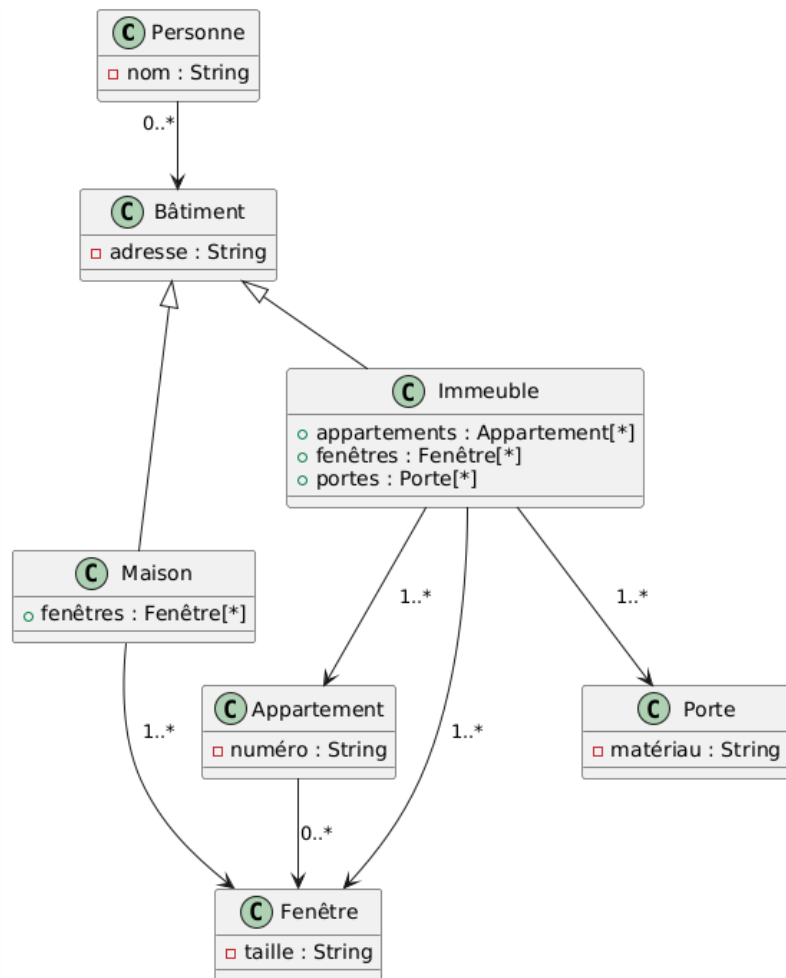 C Personne
nom : String
0..*
C Bâtiment
adresse : String
C Immeuble
appartements : Appartement[*]
fenêtres : Fenêtre[*]
portes : Porte[*]
C Maison
fenêtres : Fenêtre[*]
1..*
1..*
C Appartement
numéro : String
C Porte
matériau : String
1..*
1..*
0..*
C Fenêtre
taille : String